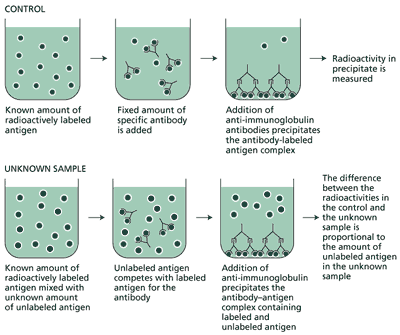 CONTROL
Known amount of
radioactively labeled
antigen
Fixed amount of
specific antibody
is added
Addition of
anti-immunoglobulin
antibodies precipitates
the antibody-labeled
antigen complex
Radioactivity in
precipitate is
measured
UNKNOWN SAMPLE
Known amount of
radioactively labeled
antigen mixed with
unknown amount
of unlabeled antigen
Unlabeled antigen
competes with labeled
antigen for the
antibody
Addition of
anti-immunoglobulin
precipitates the
antibody–antigen
complex containing
labeled and
unlabeled antigen
The difference
between the
radioactivities in
the control and
the unknown
sample is
proportional to
the amount of
unlabeled antigen
in the unknown
sample